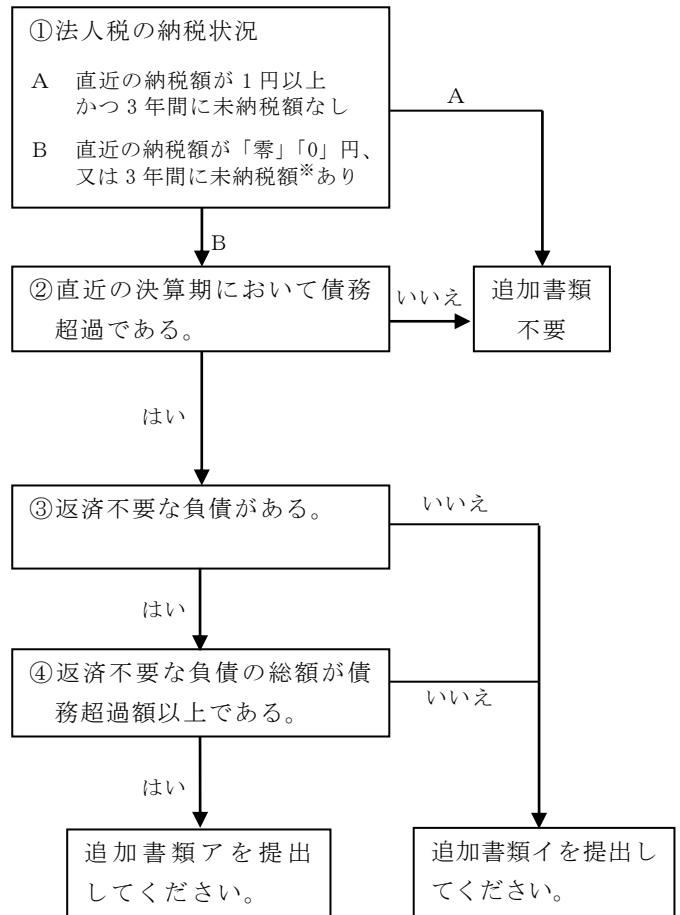 ①法人税の納税状況
A 直近の納税額が1円以上
かつ3年間に未納税額なし
B 直近の納税額が「零」「0」円、
又は3年間に未納税額※あり
A
B
②直近の決算期において債務
超過である。
いいえ
追加書類
不要
はい
③返済不要な負債がある。
いいえ
はい
④返済不要な負債の総額が債
務超過額以上である。
いいえ
はい
追加書類アを提出
してください。
追加書類イを提出し
てください。